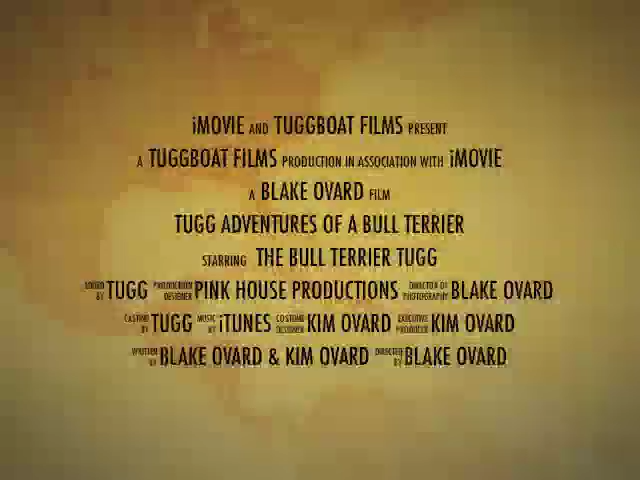 iMOVIE AND TUGGBOAT FILMS PRESENT
A TUGGBOAT FILMS PRODUCTION IN ASSOCIATION WITH iMOVIE
A BLAKE OVARD FILM
TUGG ADVENTURES OF A BULL TERRIER
STARRING THE BULL TERRIER TUGG
BY TUGG PRODUCTION DESIGNER PINK HOUSE PRODUCTIONS DIRECTOR OF PHOTOGRAPHY BLAKE OVARD
CASTING BY TUGG MUSIC BY iTUNES COSTUME DESIGNER KIM OVARD EXECUTIVE PRODUCER KIM OVARD
WRITTEN BY BLAKE OVARD & KIM OVARD DIRECTED BY BLAKE OVARD